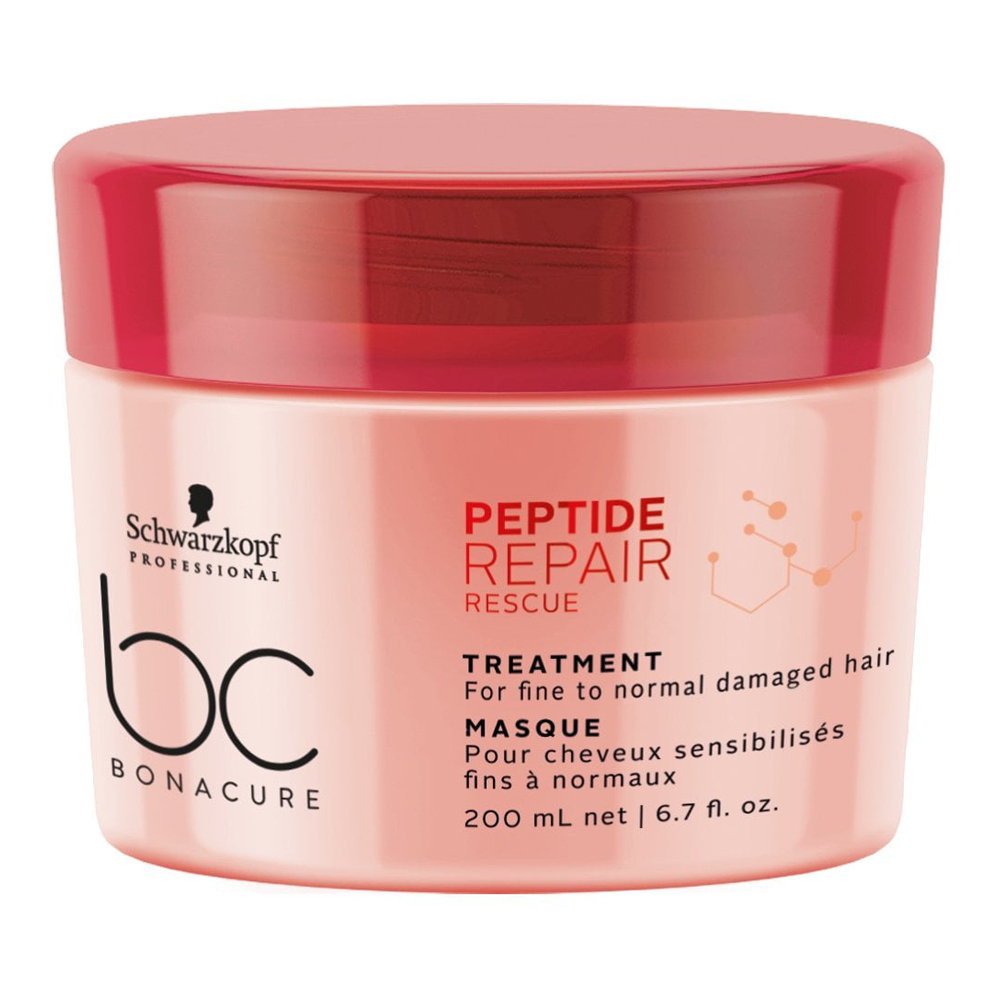 Schwarzkopf
PROFESSIONAL
bc
BONACURE
PEPTIDE
REPAIR
RESCUE
TREATMENT
For fine to normal damaged hair
MASQUE
Pour cheveux sensibilisés
fins à normaux
200 mL net | 6.7 fl. oz.